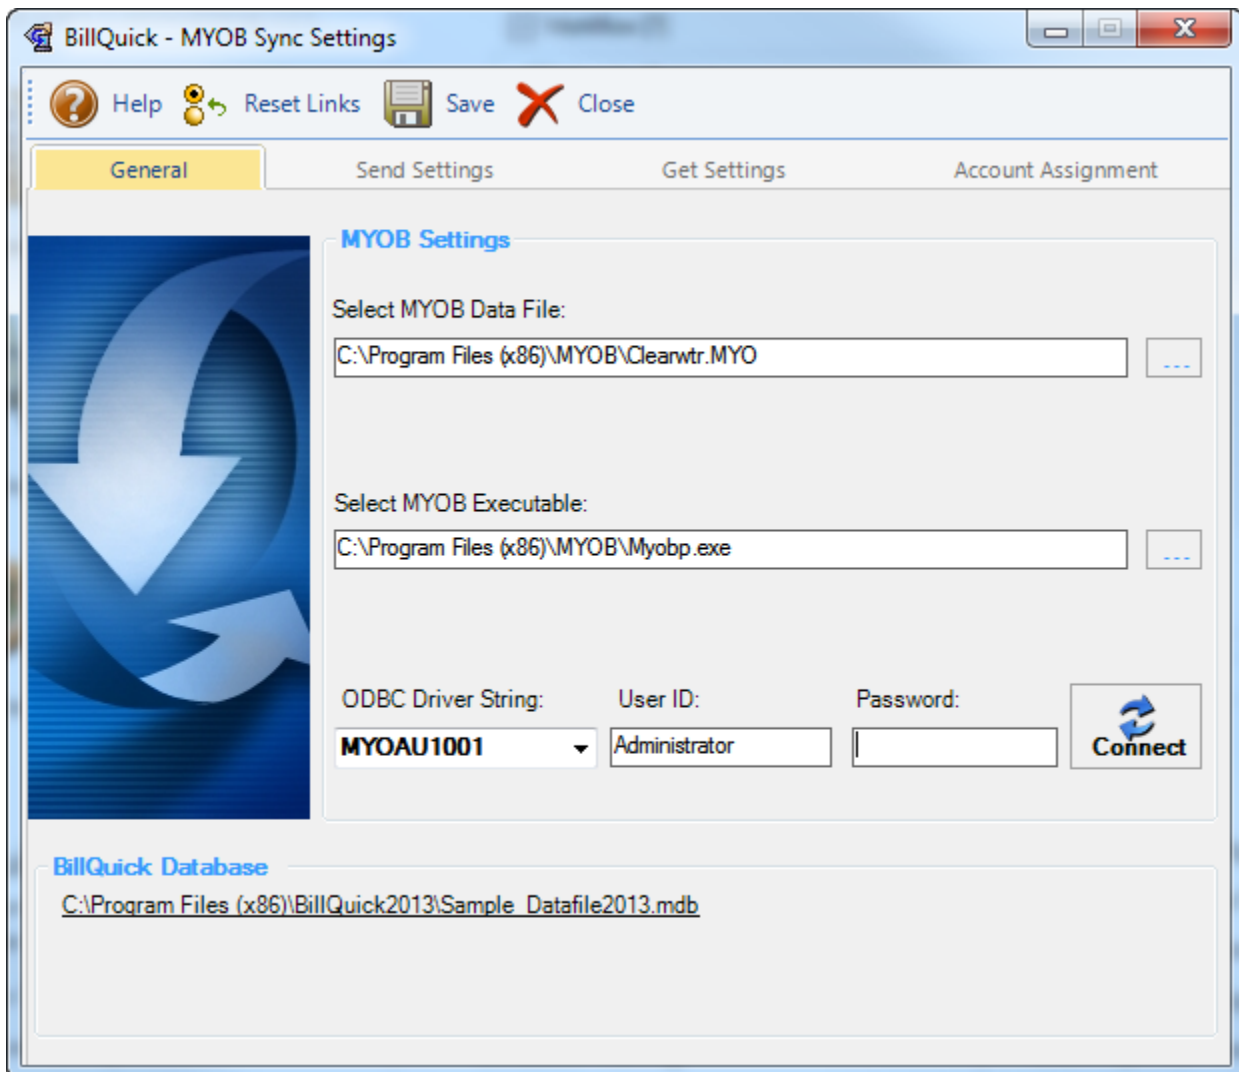 BillQuick - MYOB Sync Settings
Help Reset Links Save Close
General Send Settings Get Settings Account Assignment
MYOB Settings
Select MYOB Data File:
C:\Program Files (x86)\MYOB\Clearwtr.MYO
...
Select MYOB Executable:
C:\Program Files (x86)\MYOB\Myobp.exe
...
ODBC Driver String: User ID: Password:
MYOAU1001 Administrator Connect
BillQuick Database
C:\Program Files (x86)\BillQuick2013\Sample_Datafile2013.mdb